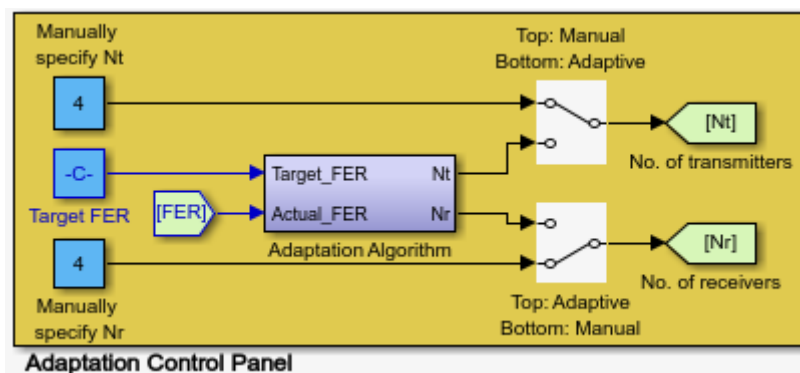 Manually
specify Nt
4
Top: Manual
Bottom: Adaptive
[Nt]
No. of transmitters
-C-
Target FER
[FER]
Target_FER
Nt
Actual_FER
Nr
Adaptation Algorithm
4
Manually
specify Nr
Top: Adaptive
Bottom: Manual
[Nr]
No. of receivers
Adaptation Control Panel